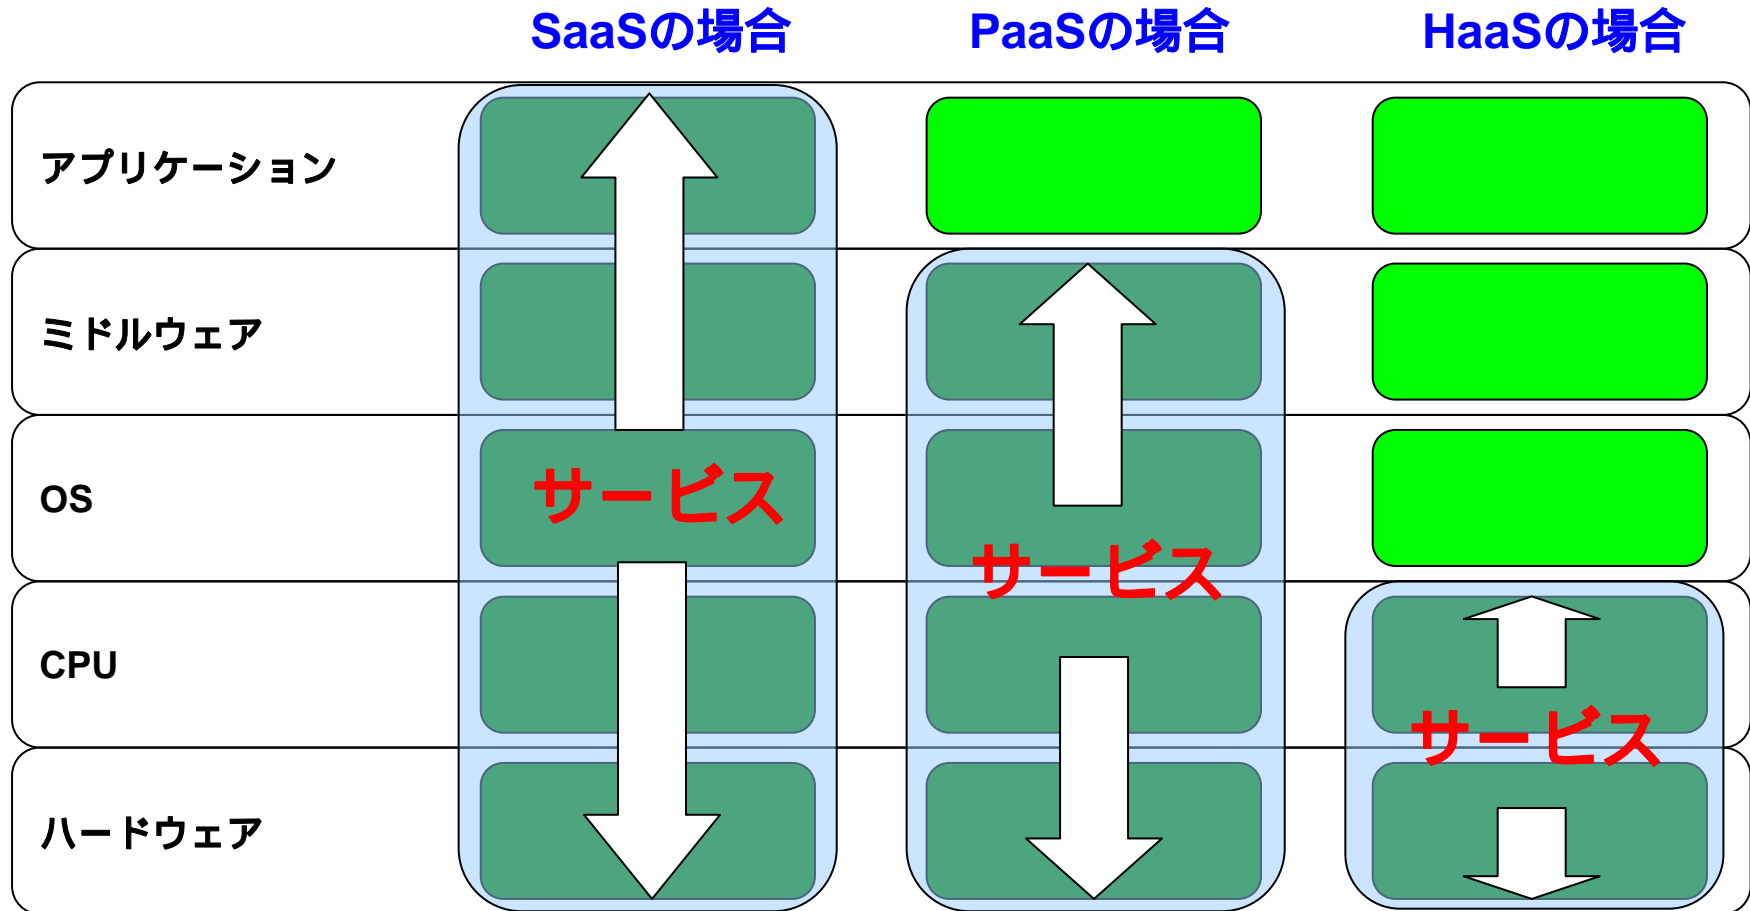 SaaSの場合
PaaSの場合
HaaSの場合
アプリケーション
ミドルウェア
OS
サービス
サービス
CPU
サービス
ハードウェア